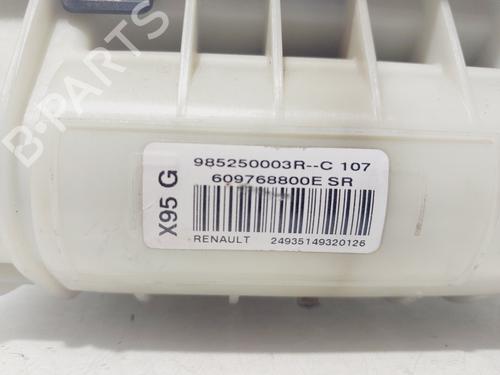 X95 G
985250003R--C 107
609768800E SR
RENAULT 24935149320126
B-Parts